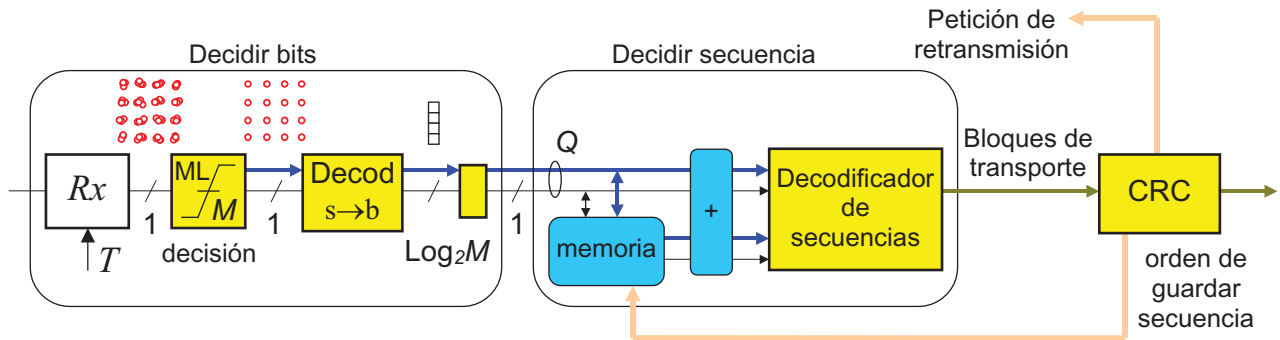 Decidir bits
Decidir secuencia
Petición de
retransmisión
Rx
T
1
ML
M
decisión
1
Decod
s→b
Log₂M
1
Q
memoria
+
Decodificador
de
secuencias
Bloques de
transporte
CRC
orden de
guardar
secuencia